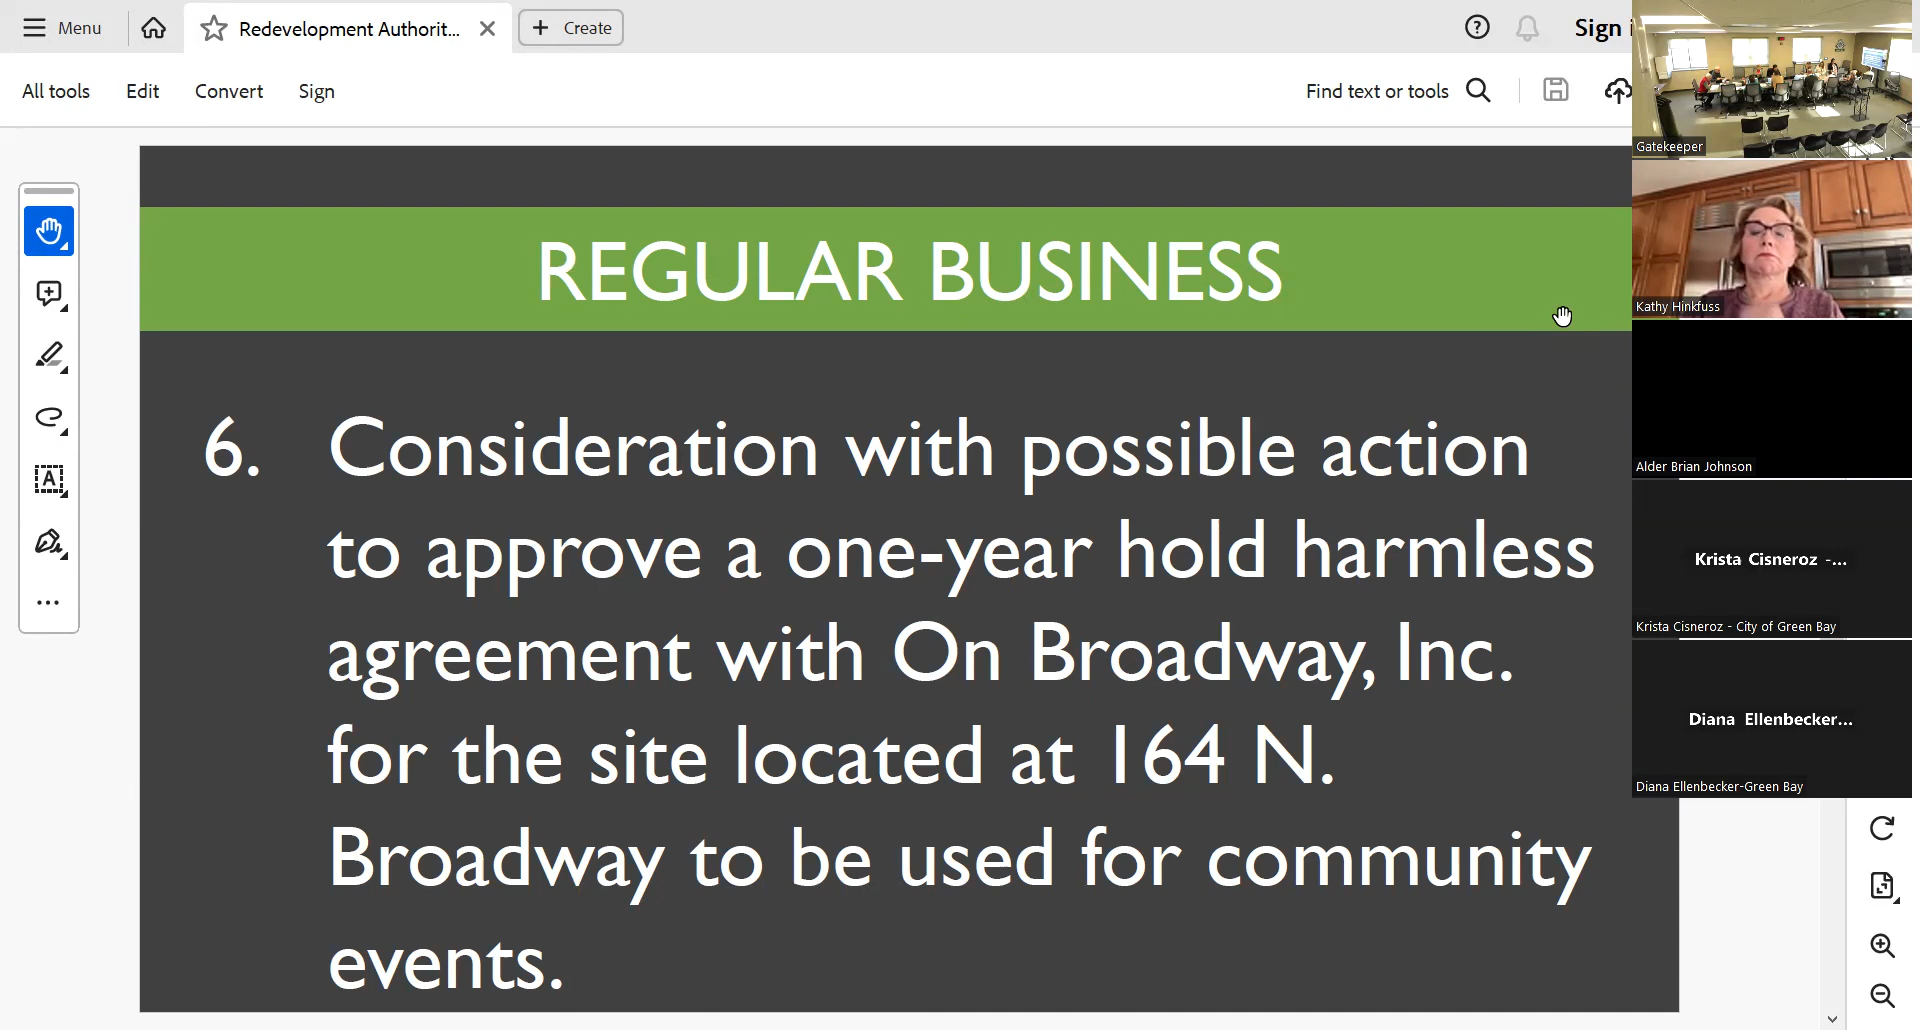 Menu
Redevelopment Authorit...
Create
Sign i
All tools
Edit
Convert
Sign
Find text or tools
REGULAR BUSINESS
6. Consideration with possible action
to approve a one-year hold harmless
agreement with On Broadway, Inc.
for the site located at 164 N.
Broadway to be used for community
events.
Gatekeeper
Kathy Hinkfuss
Alder Brian Johnson
Krista Cisneroz -...
Krista Cisneroz - City of Green Bay
Diana Ellenbecker...
Diana Ellenbecker-Green Bay